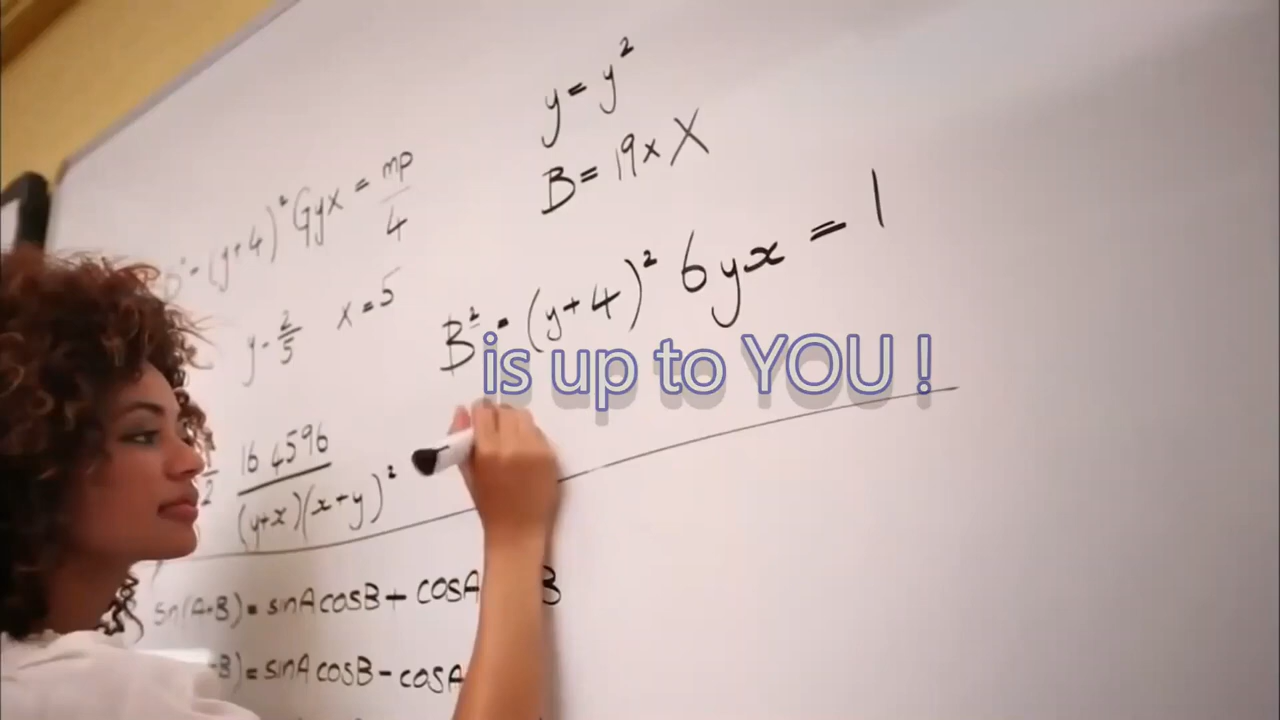 y = y²
B = 19 x X
(y+4)² Gyx = mp/4
B² - (y+4)² 6yx = 1
y - 2/5 x = 5
is up to YOU !
16 4596
(y+x)(x+y)²
sin(A+B) = sinA cosB + cosA B
-B) = sinA cosB - cosA